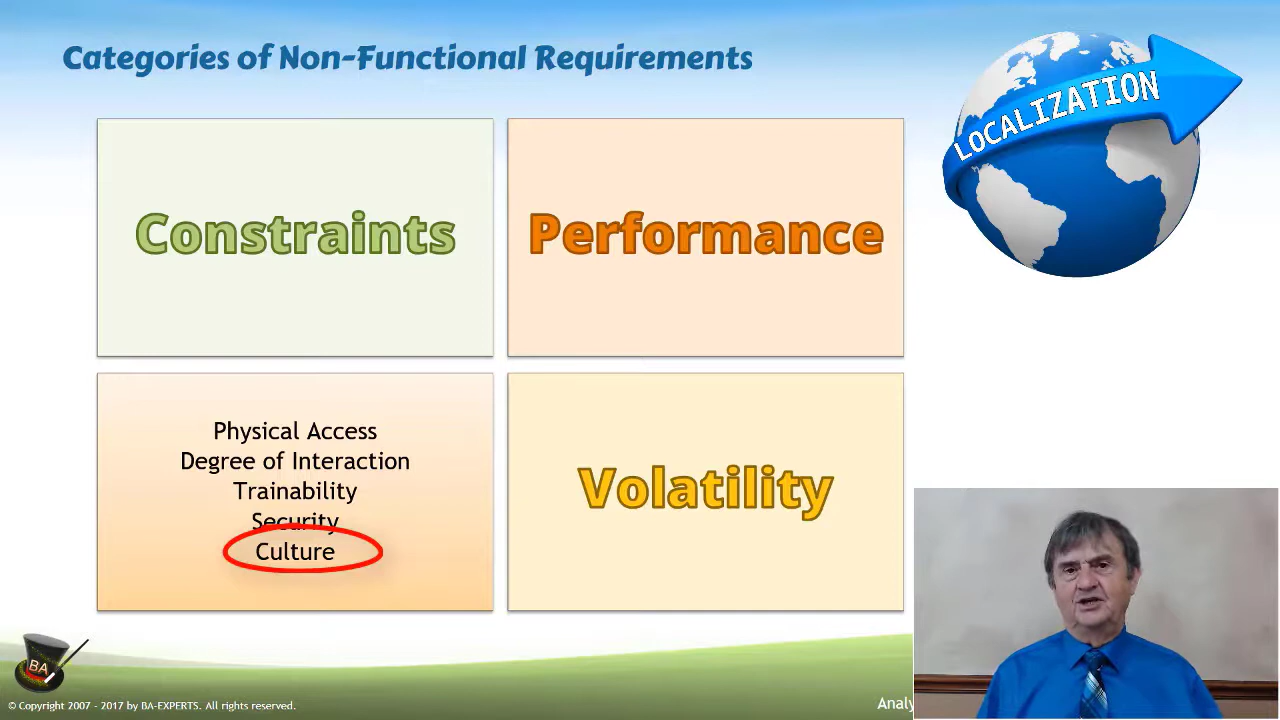 Categories of Non-Functional Requirements
LOCALIZATION
Constraints
Performance
Physical Access
Degree of Interaction
Trainability
Security
Culture
Volatility
BA
© Copyright 2007 - 2017 by BA-EXPERTS. All rights reserved.
Analy